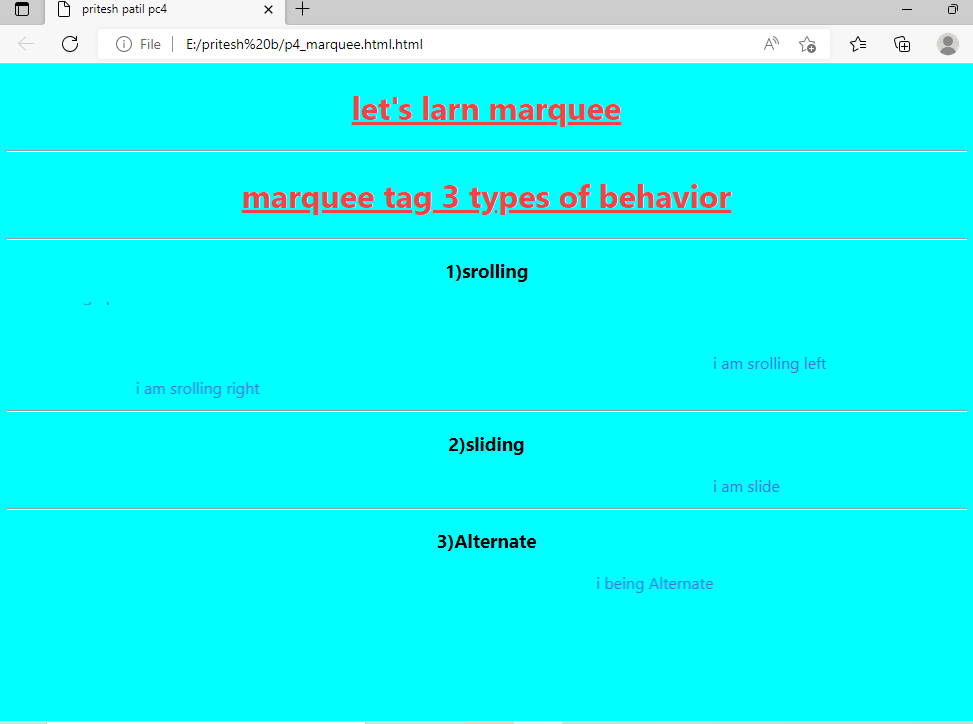 pritesh patil pc4
File E:/pritesh%20b/p4_marquee.html.html
let's larn marquee
marquee tag 3 types of behavior
1)srolling
i am srolling left
i am srolling right
2)sliding
i am slide
3)Alternate
i being Alternate